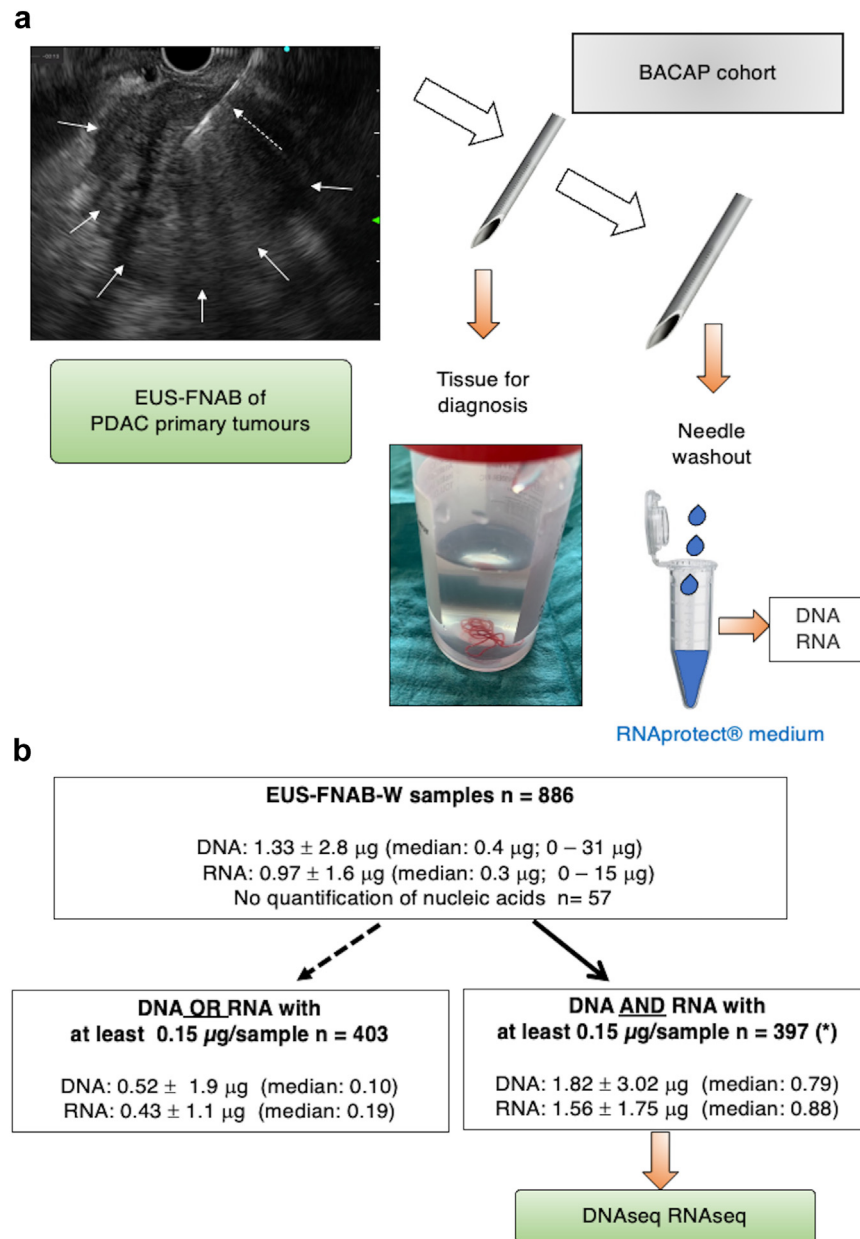 a
BACAP cohort
EUS-FNAB of
PDAC primary tumours
Tissue for
diagnosis
Needle
washout
DNA
RNA
RNAprotect® medium
b
EUS-FNAB-W samples n = 886
DNA: 1.33 ± 2.8 µg (median: 0.4 µg; 0 – 31 µg)
RNA: 0.97 ± 1.6 µg (median: 0.3 µg; 0 – 15 µg)
No quantification of nucleic acids n= 57
DNA OR RNA with
at least 0.15 µg/sample n = 403
DNA: 0.52 ± 1.9 µg (median: 0.10)
RNA: 0.43 ± 1.1 µg (median: 0.19)
DNA AND RNA with
at least 0.15 µg/sample n = 397 (*)
DNA: 1.82 ± 3.02 µg (median: 0.79)
RNA: 1.56 ± 1.75 µg (median: 0.88)
DNAseq RNAseq